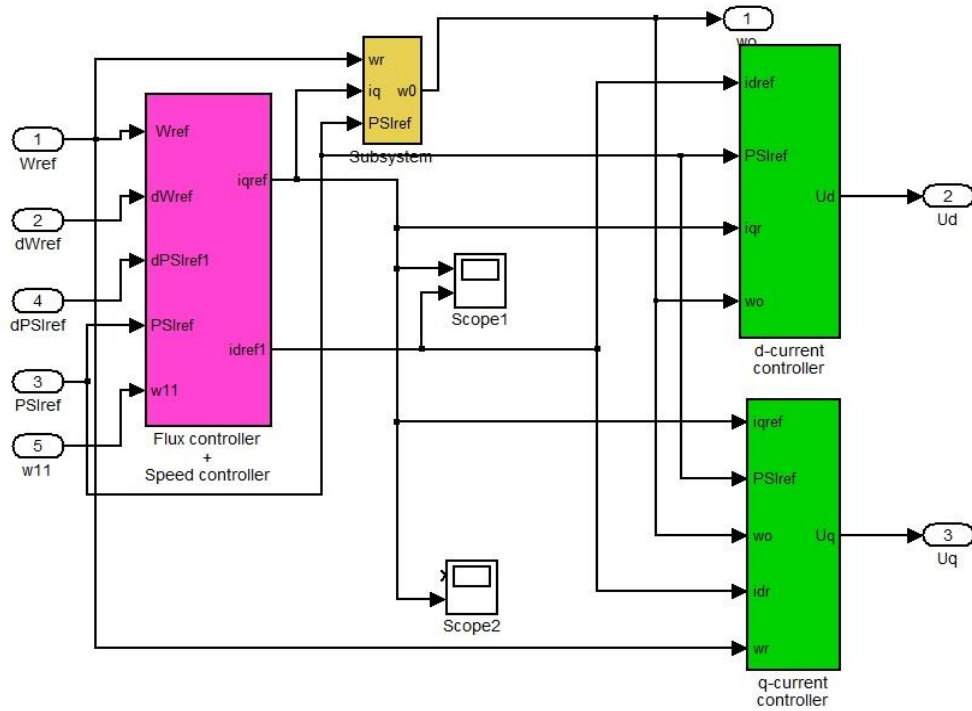 1
wo
wr
iq
w0
PSIref
Subsystem
1
Wref
2
dWref
4
dPSIref
3
PSIref
5
w11
Wref
dWref
dPSIref1
PSIref
w11
iqref
idref1
Flux controller
+
Speed controller
Scope1
Scope2
idref
PSIref
iqr
wo
Ud
d-current
controller
2
Ud
iqref
PSIref
wo
idr
wr
Uq
q-current
controller
3
Uq